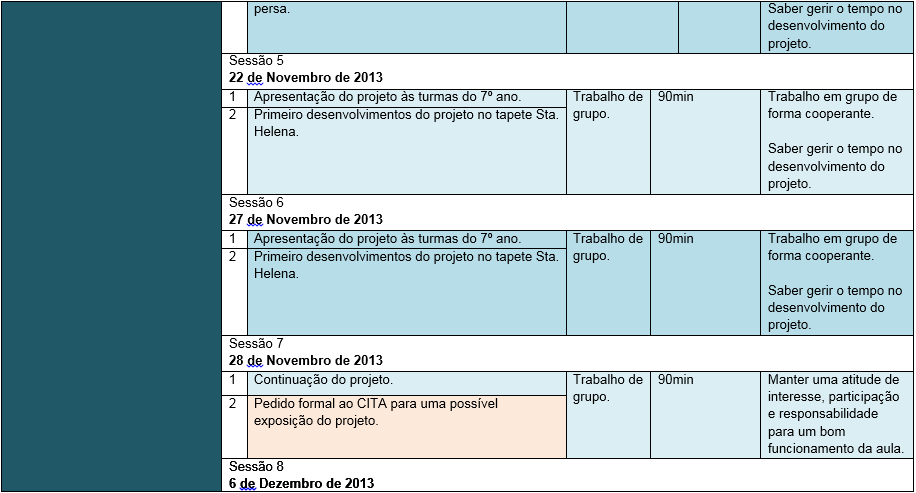 persa.
Saber gerir o tempo no
desenvolvimento do
projeto.
Sessão 5
22 de Novembro de 2013
1 Apresentação do projeto às turmas do 7º ano.
2 Primeiro desenvolvimentos do projeto no tapete Sta.
Helena.
Trabalho de
grupo.
90min
Trabalho em grupo de
forma cooperante.
Saber gerir o tempo no
desenvolvimento do
projeto.
Sessão 6
27 de Novembro de 2013
1 Apresentação do projeto às turmas do 7º ano.
2 Primeiro desenvolvimentos do projeto no tapete Sta.
Helena.
Trabalho de
grupo.
90min
Trabalho em grupo de
forma cooperante.
Saber gerir o tempo no
desenvolvimento do
projeto.
Sessão 7
28 de Novembro de 2013
1 Continuação do projeto.
2 Pedido formal ao CITA para uma possível
exposição do projeto.
Trabalho de
grupo.
90min
Manter uma atitude de
interesse, participação
e responsabilidade
para um bom
funcionamento da aula.
Sessão 8
6 de Dezembro de 2013